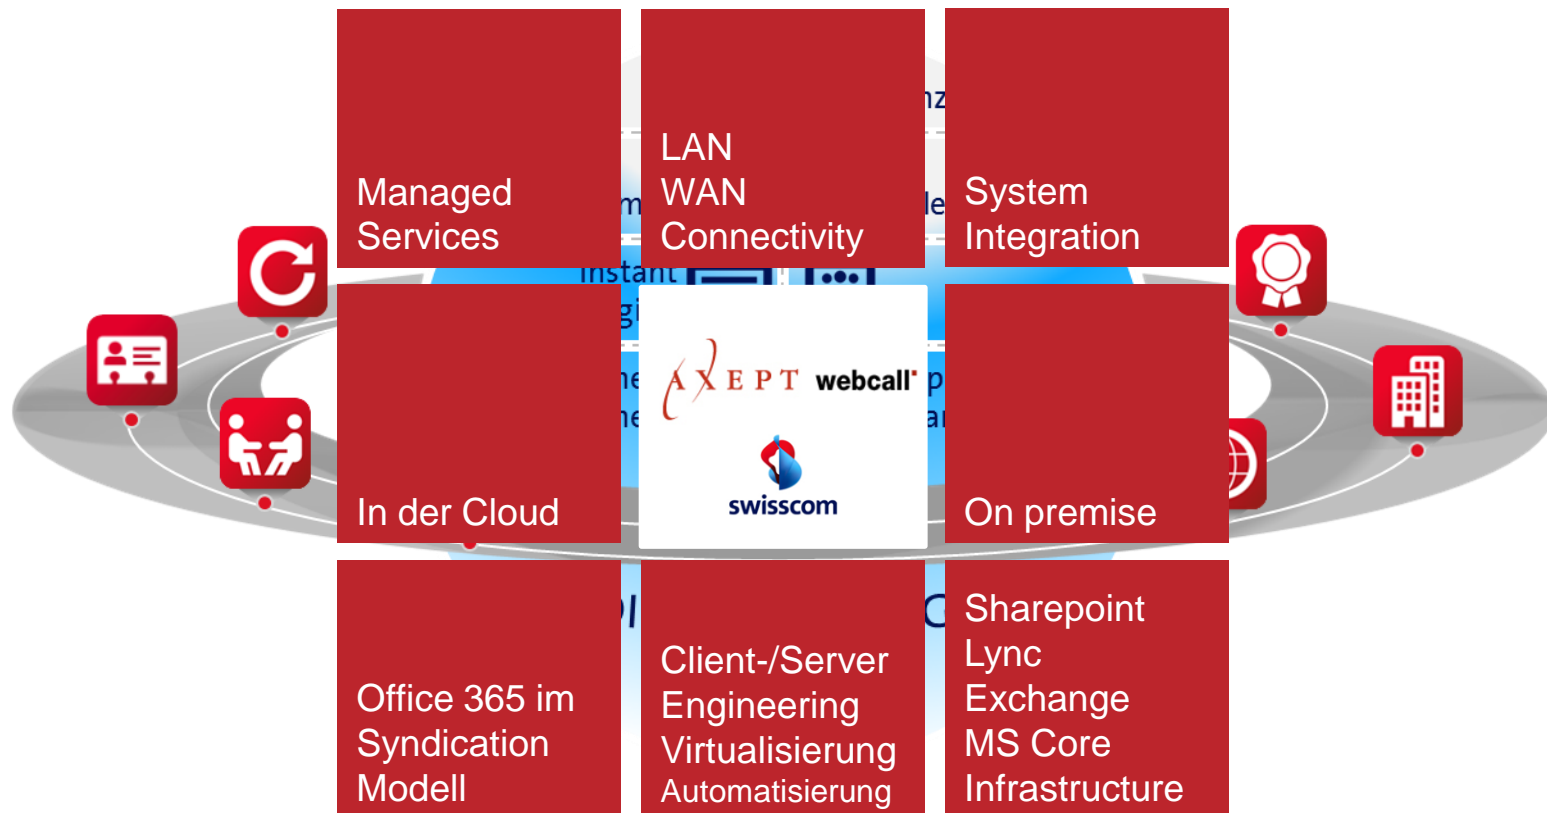 Managed
Services
LAN
WAN
Connectivity
System
Integration
Instant
In der Cloud
AXEPT webcall
swisscom
On premise
Office 365 im
Syndication
Modell
Client-/Server
Engineering
Virtualisierung
Automatisierung
Sharepoint
Lync
Exchange
MS Core
Infrastructure